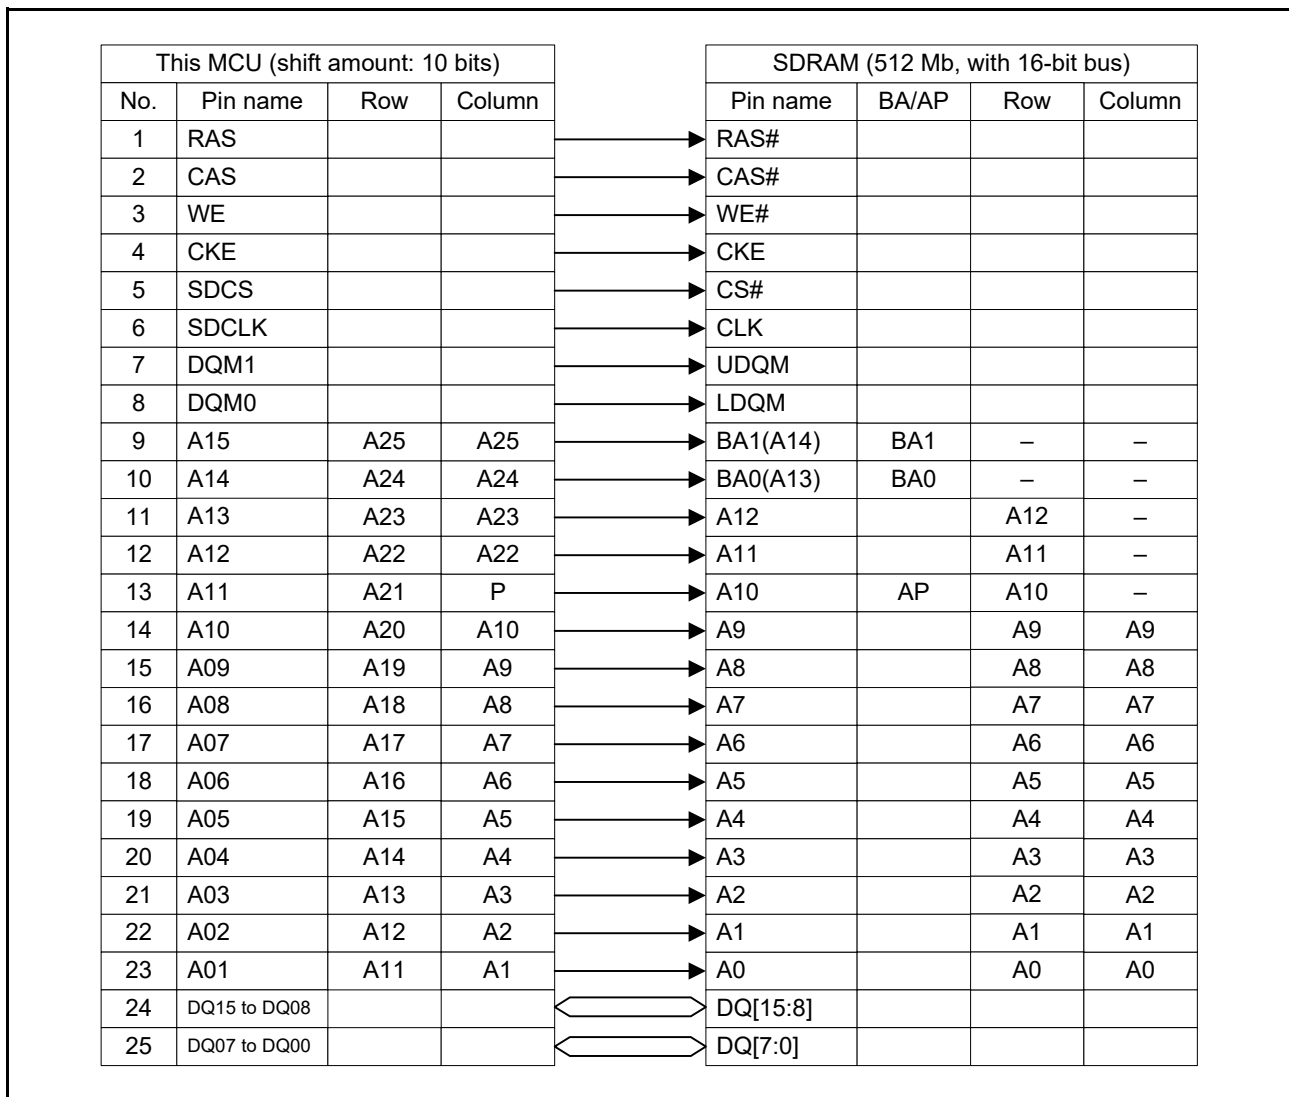 This MCU (shift amount: 10 bits) SDRAM (512 Mb, with 16-bit bus)
No. Pin name Row Column Pin name BA/AP Row Column
1 RAS RAS#
2 CAS CAS#
3 WE WE#
4 CKE CKE
5 SDCS CS#
6 SDCLK CLK
7 DQM1 UDQM
8 DQM0 LDQM
9 A15 A25 A25 BA1(A14) BA1 – –
10 A14 A24 A24 BA0(A13) BA0 – –
11 A13 A23 A23 A12 A12 –
12 A12 A22 A22 A11 A11 –
13 A11 A21 P A10 AP A10 –
14 A10 A20 A10 A9 A9 A9
15 A09 A19 A9 A8 A8 A8
16 A08 A18 A8 A7 A7 A7
17 A07 A17 A7 A6 A6 A6
18 A06 A16 A6 A5 A5 A5
19 A05 A15 A5 A4 A4 A4
20 A04 A14 A4 A3 A3 A3
21 A03 A13 A3 A2 A2 A2
22 A02 A12 A2 A1 A1 A1
23 A01 A11 A1 A0 A0 A0
24 DQ15 to DQ08 DQ[15:8]
25 DQ07 to DQ00 DQ[7:0]